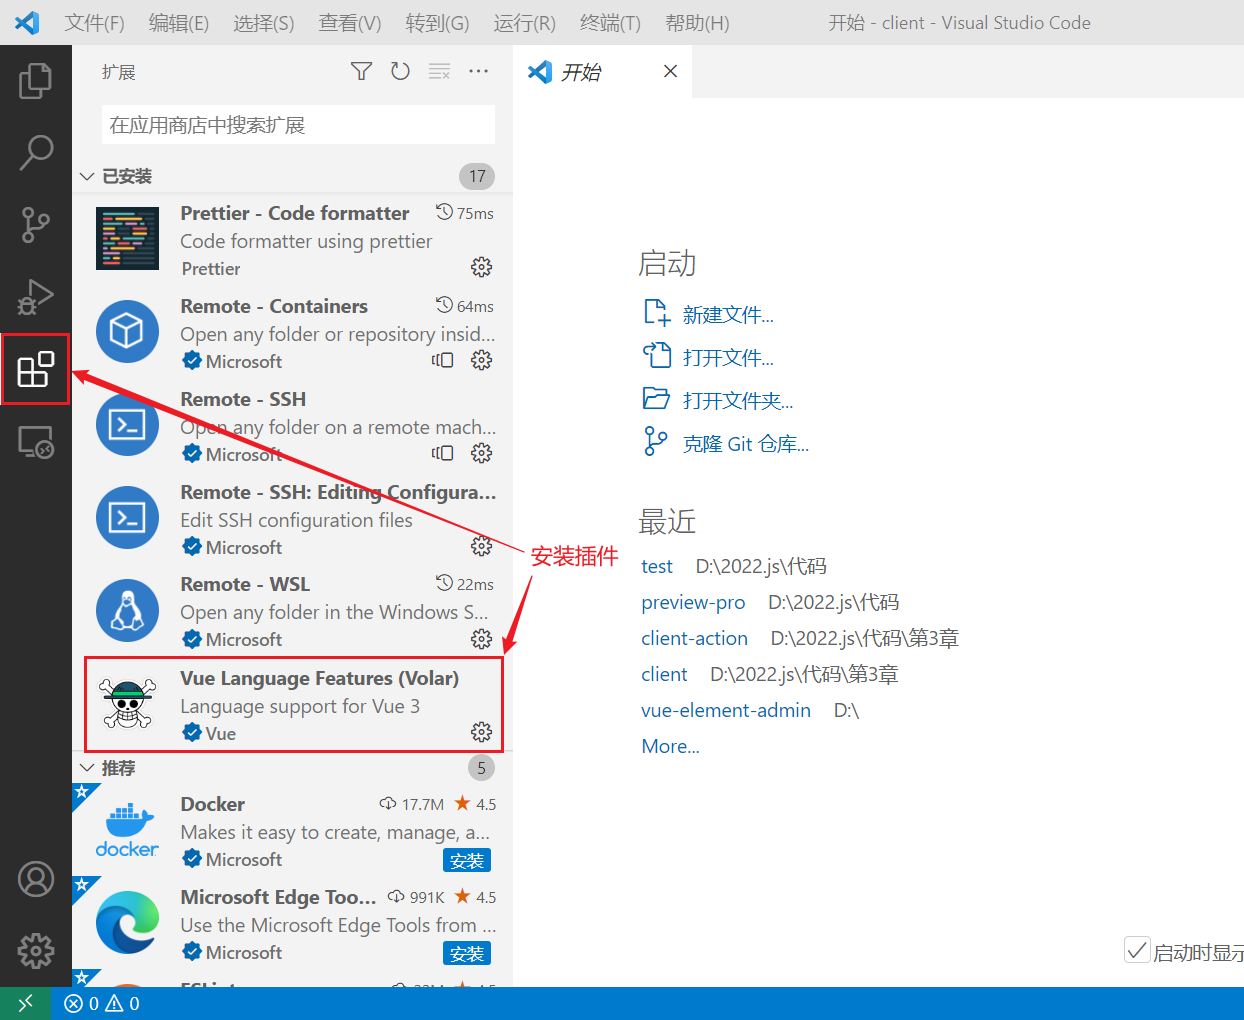 文件(F) 编辑(E) 选择(S) 查看(V) 转到(G) 运行(R) 终端(T) 帮助(H) 开始 - client - Visual Studio Code
扩展
开始
在应用商店中搜索扩展
已安装 17
Prettier - Code formatter 75ms
Code formatter using prettier
Prettier
Remote - Containers 64ms
Open any folder or repository insid...
Microsoft
Remote - SSH
Open any folder on a remote mach...
Microsoft
Remote - SSH: Editing Configura...
Edit SSH configuration files
Microsoft
Remote - WSL 22ms
Open any folder in the Windows S...
Microsoft
Vue Language Features (Volar)
Language support for Vue 3
Vue
推荐 5
Docker 17.7M 4.5
Makes it easy to create, manage, a...
docker
Microsoft 安装
Microsoft Edge Too... 991K 4.5
Use the Microsoft Edge Tools from ...
Microsoft 安装
安装插件
启动
新建文件...
打开文件...
打开文件夹...
克隆 Git 仓库...
最近
test D:\2022.js\代码
preview-pro D:\2022.js\代码
client-action D:\2022.js\代码\第3章
client D:\2022.js\代码\第3章
vue-element-admin D:\
More...
启动时显示
0 0